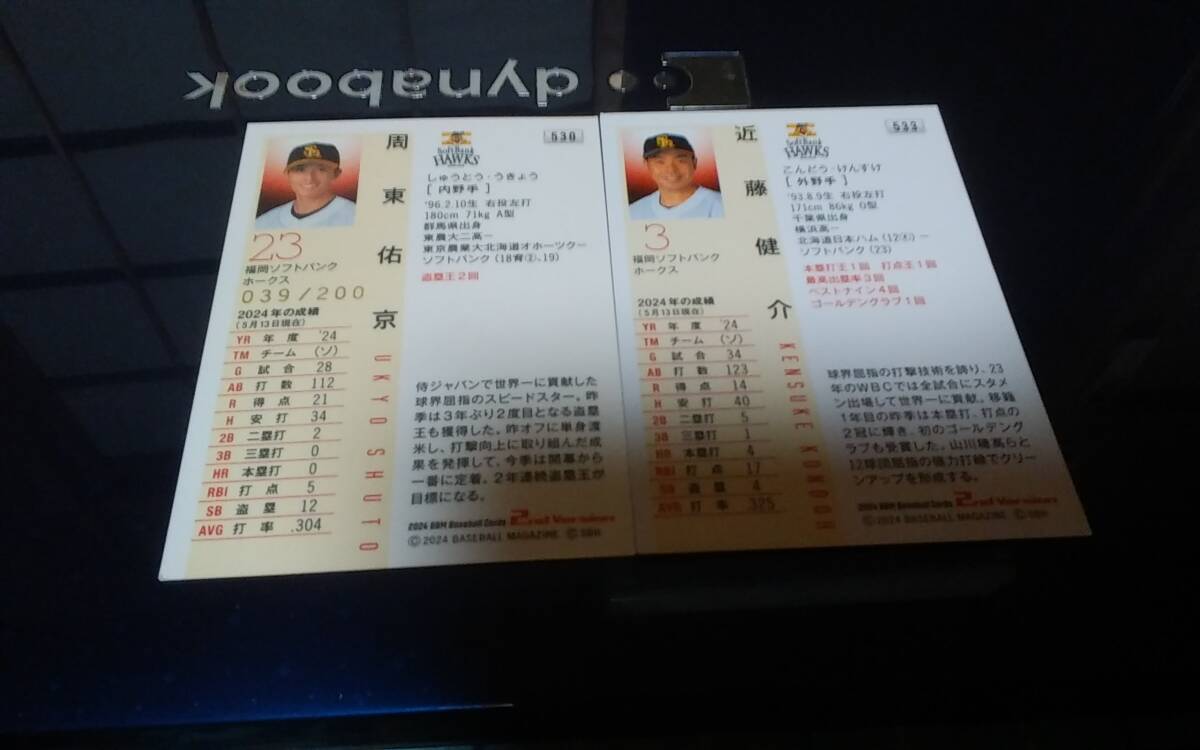 dynabook
530
SoftBank
HAWKS
周東佑京
UKYO SHUTO
しゅうとう・うきょう
[ 内野手 ]
'96.2.10生 右投左打
180cm 71kg A型
群馬県出身
東農大二高ー
東京農業大北海道オホーツクー
ソフトバンク (18育②、19)
盗塁王2回
23
福岡ソフトバンク
ホークス
039/200
2024年の成績
(5月13日現在)
YR 年度 '24
TM チーム (ソ)
G 試合 28
AB 打数 112
R 得点 21
H 安打 34
2B 二塁打 2
3B 三塁打 0
HR 本塁打 0
RBI 打点 5
SB 盗塁 12
AVG 打率 .304
侍ジャパンで世界一に貢献した
球界屈指のスピードスター。昨
季は3年ぶり2度目となる盗塁
王も獲得した。昨オフに単身渡
米し、打撃向上に取り組んだ成
果を発揮して、今季は開幕から
一番に定着。2年連続盗塁王が
目標になる。
2024 BBM Baseball Cards 2nd Version
©2024 BASEBALL MAGAZINE ©SBH
533
SoftBank
HAWKS
近藤健介
KENSUKE KONDOH
こんどう・けんすけ
[ 外野手 ]
'93.8.9生 右投左打
171cm 86kg O型
千葉県出身
横浜高ー
北海道日本ハム (12④) ー
ソフトバンク (23)
本塁打王1回 打点王1回
最高出塁率3回
ベストナイン4回
ゴールデングラブ1回
3
福岡ソフトバンク
ホークス
2024年の成績
(5月13日現在)
YR 年度 '24
TM チーム (ソ)
G 試合 34
AB 打数 123
R 得点 14
H 安打 40
2B 二塁打 5
3B 三塁打 1
HR 本塁打 4
RBI 打点 17
SB 盗塁 4
AVG 打率 .325
球界屈指の打撃技術を誇り、23
年のWBCでは全試合にスタメ
ン出場して世界一に貢献。移籍
1年目の昨季は本塁打、打点の
2冠に輝き、初のゴールデング
ラブも受賞した。山川穂高らと
12球団屈指の強力打線でクリー
ンアップを形成する。
2024 BBM Baseball Cards 2nd Version
©2024 BASEBALL MAGAZINE ©SBH